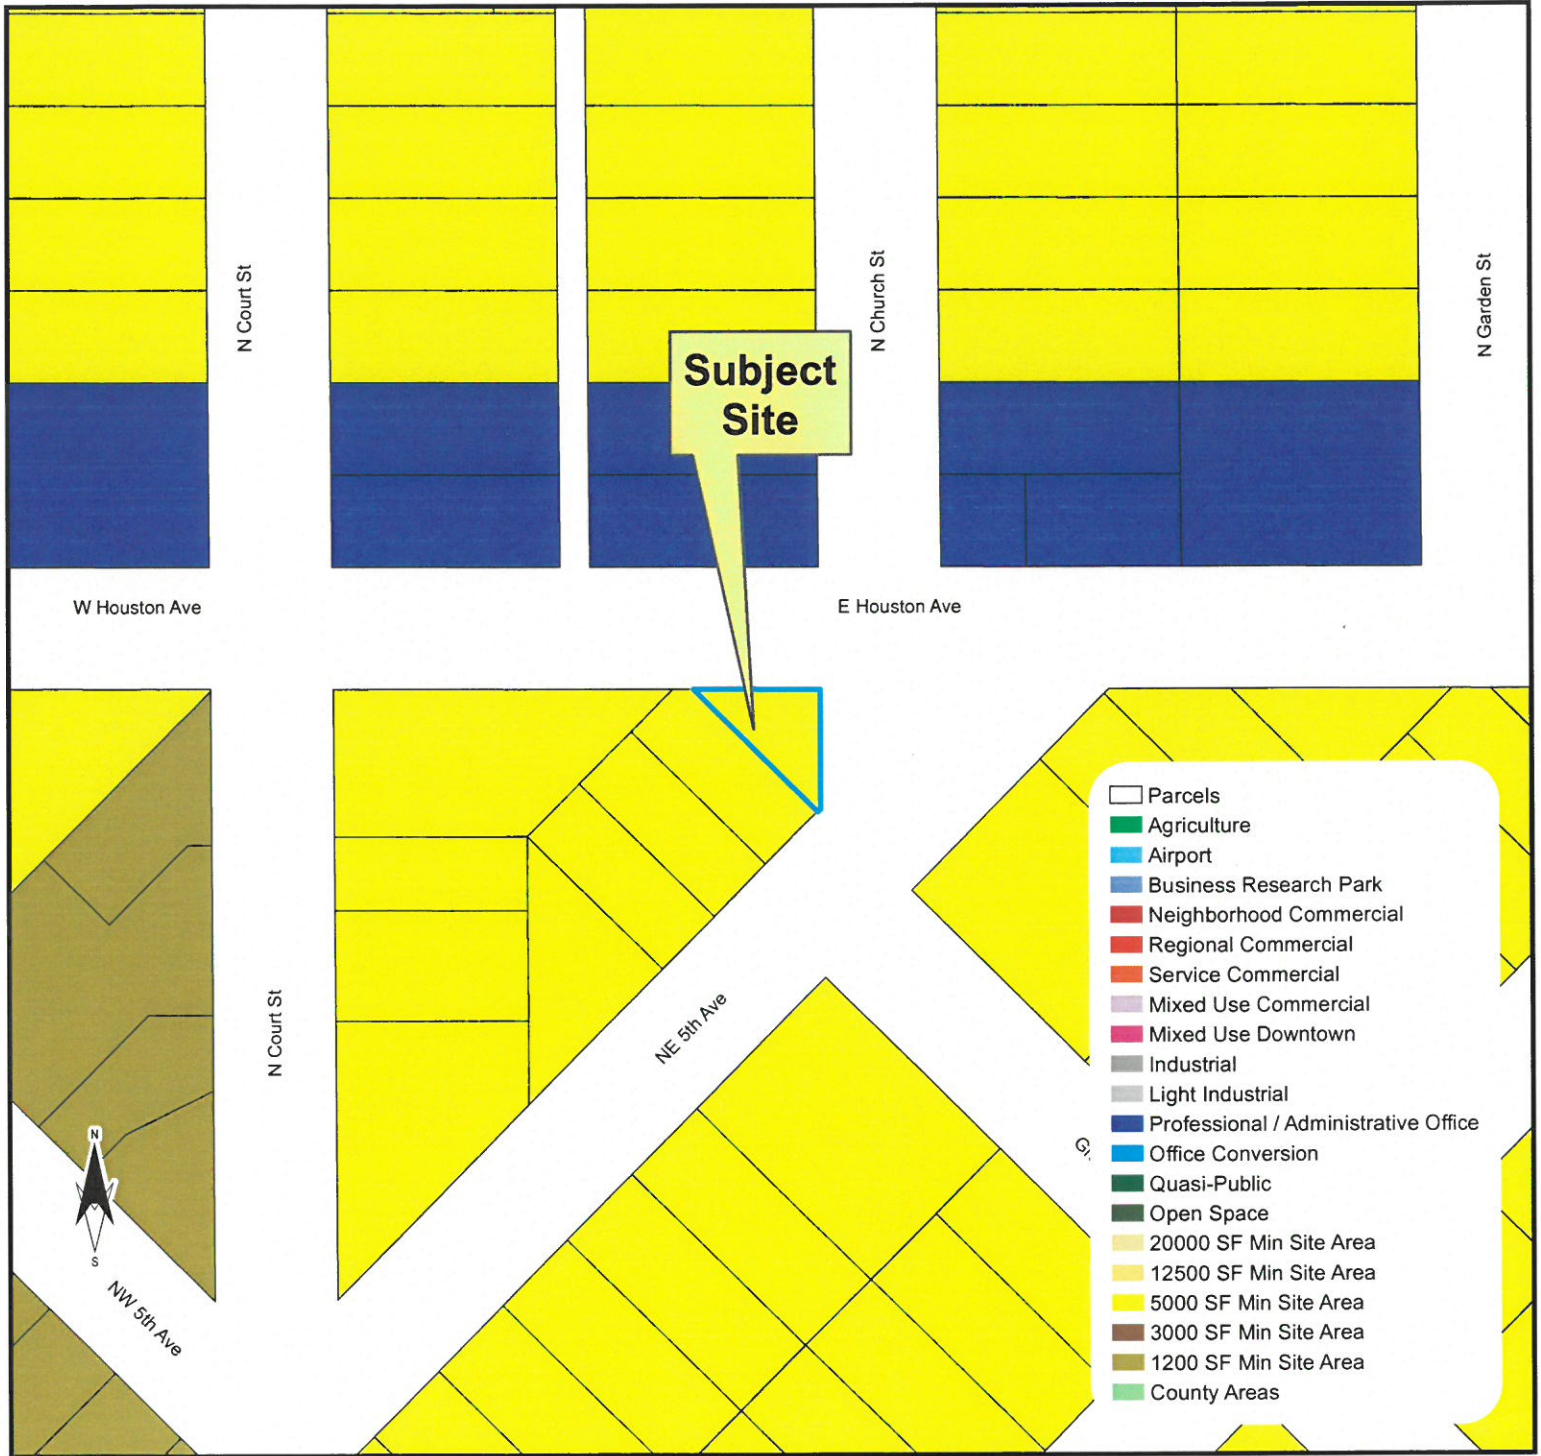 N Court St
N Church St
N Garden St
Subject
Site
W Houston Ave
E Houston Ave
N Court St
NE 5th Ave
NW 5th Ave
N
S
Parcels
Agriculture
Airport
Business Research Park
Neighborhood Commercial
Regional Commercial
Service Commercial
Mixed Use Commercial
Mixed Use Downtown
Industrial
Light Industrial
Professional / Administrative Office
Office Conversion
Quasi-Public
Open Space
20000 SF Min Site Area
12500 SF Min Site Area
5000 SF Min Site Area
3000 SF Min Site Area
1200 SF Min Site Area
County Areas